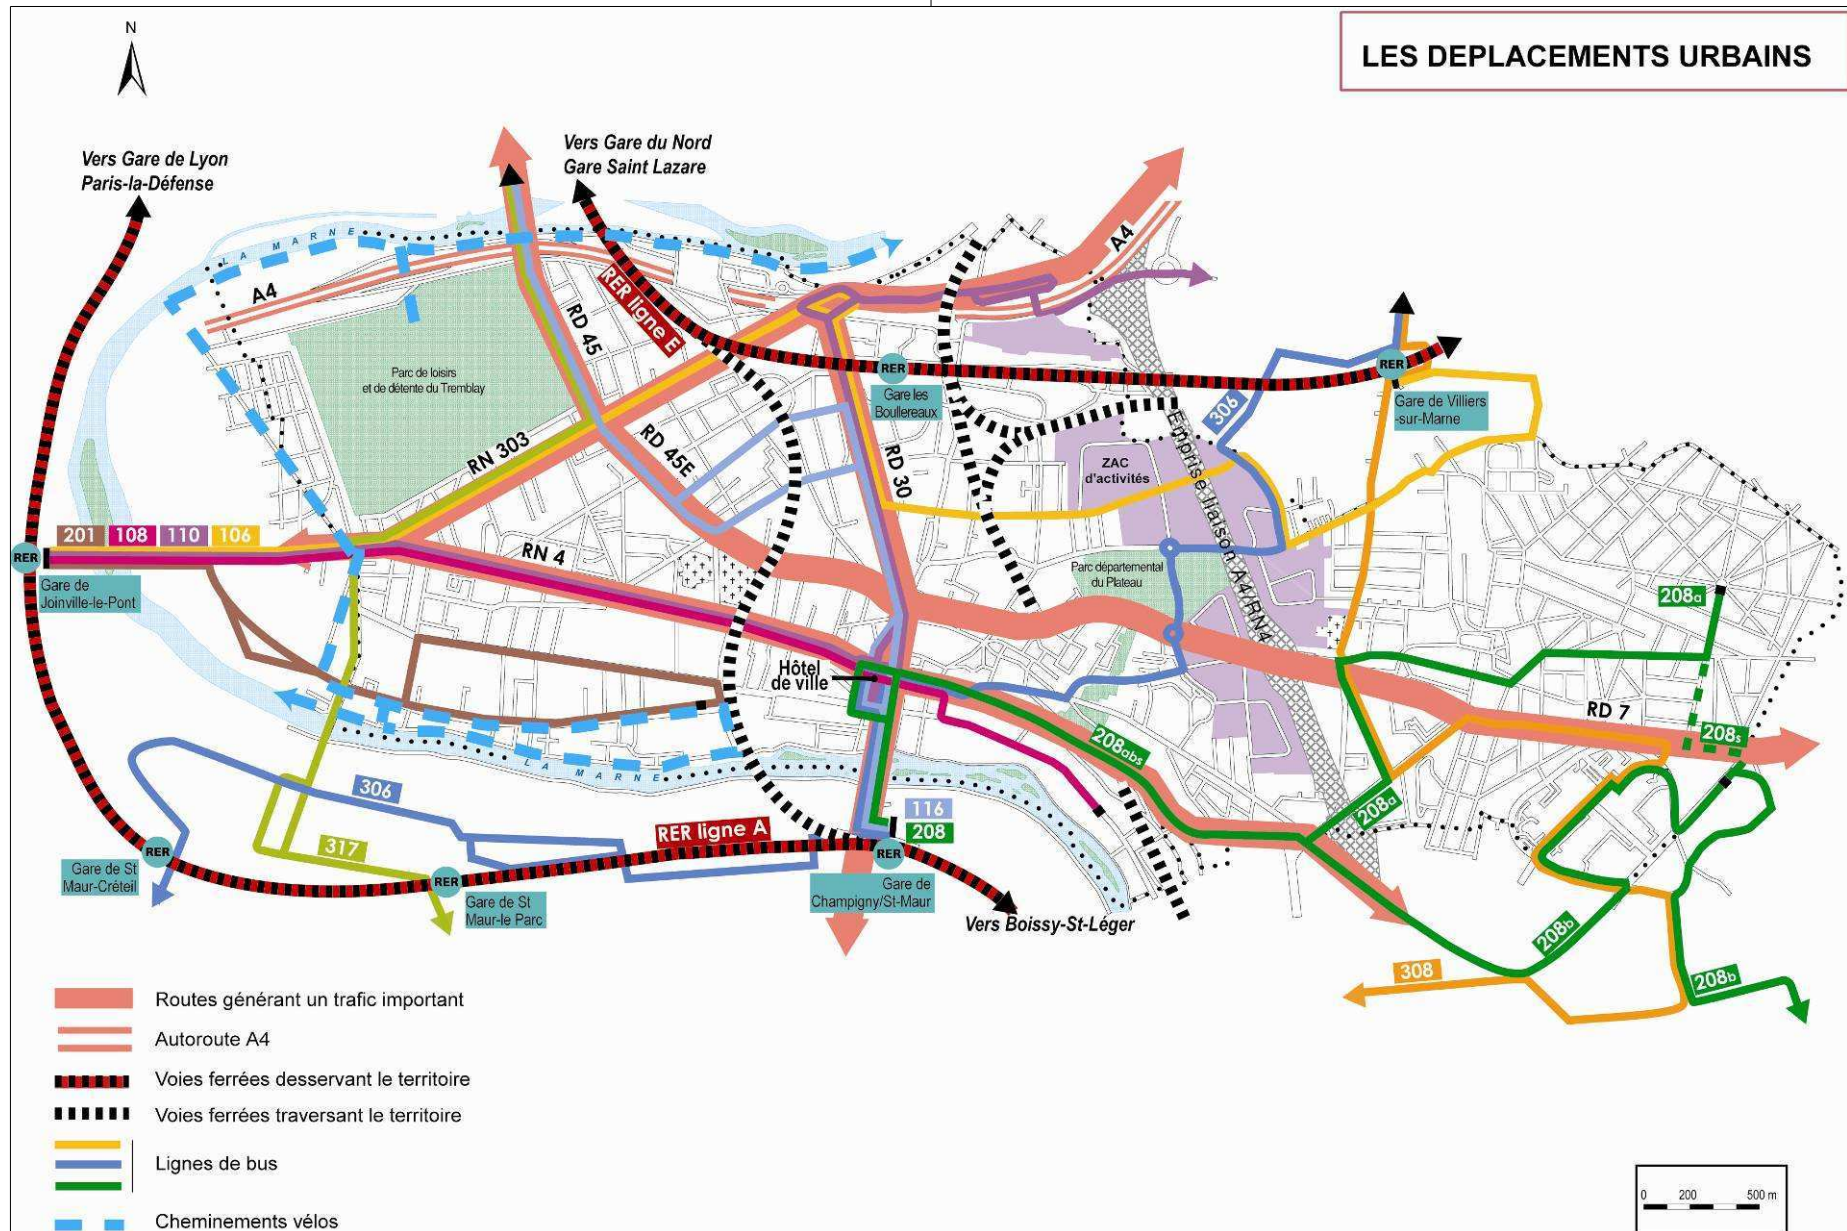 LES DEPLACEMENTS URBAINS
N
Vers Gare de Lyon
Paris-la-Défense
Vers Gare du Nord
Gare Saint Lazare
LA MARNE
A4
A4
RER ligne E
RD 45
Parc de loisirs
et de détente du Tremblay
RER
Gare les
Boullereaux
RER
Gare de Villiers
-sur-Marne
306
RN 303
RD 45E
RD 30
ZAC
d'activités
Emprise liaison A4/RN4
201
108
110
106
RER
Gare de
Joinville-le-Pont
RN 4
Parc départemental
du Plateau
208a
Hôtel
de ville
RD 7
208s
208abs
LA MARNE
306
208a
116
208
RER ligne A
317
RER
Gare de St
Maur-Créteil
RER
Gare de St
Maur-le Parc
RER
Gare de
Champigny/St-Maur
Vers Boissy-St-Léger
208b
308
208b
Routes générant un trafic important
Autoroute A4
Voies ferrées desservant le territoire
Voies ferrées traversant le territoire
Lignes de bus
Cheminements vélos
0 200 500 m